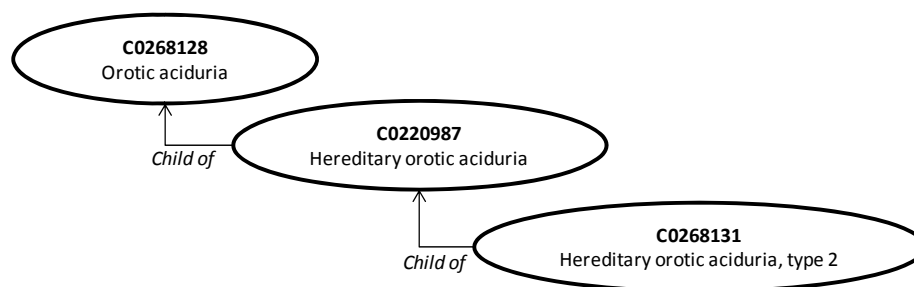 C0268128
Orotic aciduria
Child of
C0220987
Hereditary orotic aciduria
Child of
C0268131
Hereditary orotic aciduria, type 2